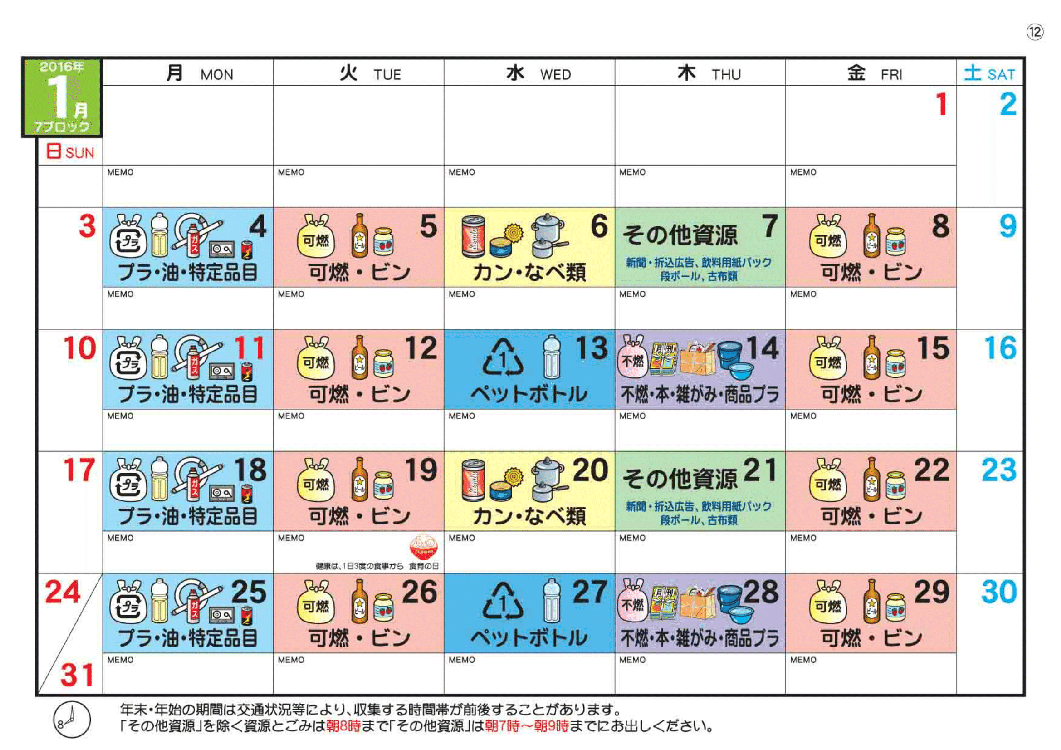 ⑫
2016年
1月
7ブロック
月 MON 火 TUE 水 WED 木 THU 金 FRI 土 SAT
日 SUN
1 2
MEMO MEMO MEMO MEMO MEMO
3 4 5 6 7 8 9
プラ 可燃 その他資源 可燃
新聞・折込広告、飲料用紙パック
段ボール、古布類
プラ・油・特定品目 可燃・ビン カン・なべ類 可燃・ビン
MEMO MEMO MEMO MEMO MEMO
10 11 12 13 14 15 16
プラ 可燃 1 不燃 月刊 可燃
プラ・油・特定品目 可燃・ビン ペットボトル 不燃・本・雑がみ・商品プラ 可燃・ビン
MEMO MEMO MEMO MEMO MEMO
17 18 19 20 21 22 23
プラ 可燃 その他資源 可燃
新聞・折込広告、飲料用紙パック
段ボール、古布類
プラ・油・特定品目 可燃・ビン カン・なべ類 可燃・ビン
MEMO MEMO MEMO MEMO MEMO
健康は、1日3度の食事から 食育の日
24 25 26 27 28 29 30
プラ 可燃 1 不燃 月刊 可燃
プラ・油・特定品目 可燃・ビン ペットボトル 不燃・本・雑がみ・商品プラ 可燃・ビン
31
MEMO MEMO MEMO MEMO MEMO
8
年末・年始の期間は交通状況等により、収集する時間帯が前後することがあります。
「その他資源」を除く資源とごみは朝8時まで「その他資源」は朝7時～朝9時までにお出しください。